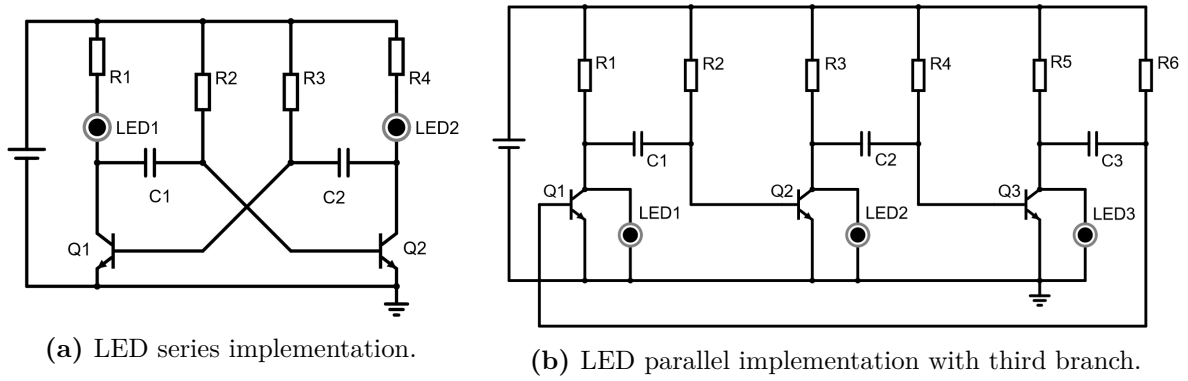 R1
R2
R3
R4
LED1
LED2
C1
C2
Q1
Q2
(a) LED series implementation.
R1
R2
R3
R4
R5
R6
C1
C2
C3
Q1
Q2
Q3
LED1
LED2
LED3
(b) LED parallel implementation with third branch.